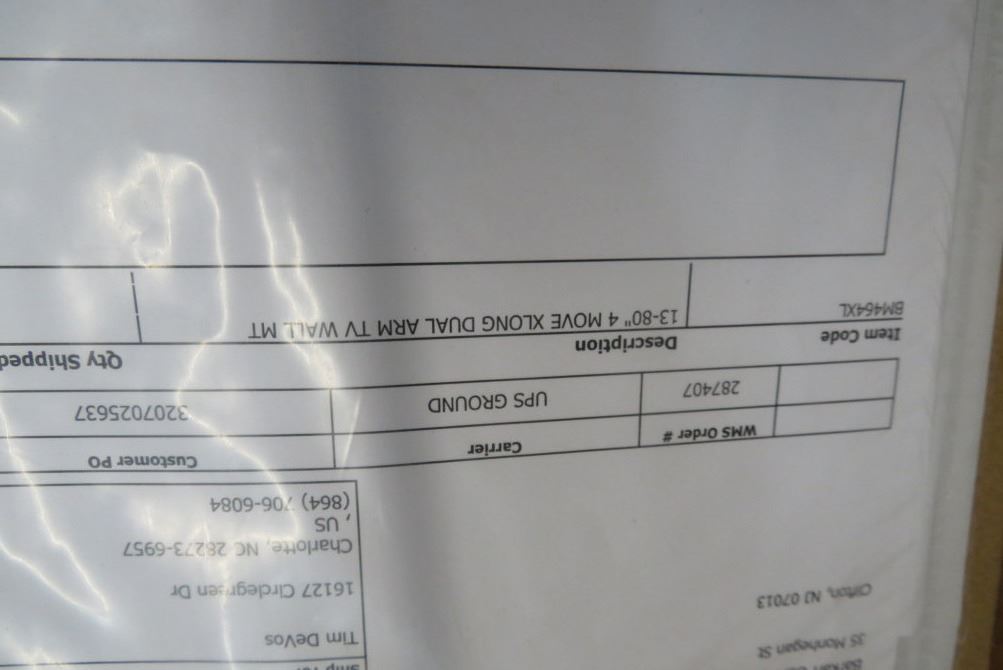 35 Monhegan St
Clifton, NJ 07013
Ship
Tim DeVos
16127 Circlegreen Dr
Charlotte, NC 28273-6957
, US
(864) 706-6084
WMS Order # Carrier Customer PO
287407 UPS GROUND 3207025637
Item Code Description Qty Shipped
BM464XL 13-80" 4 MOVE XLONG DUAL ARM TV WALL MT